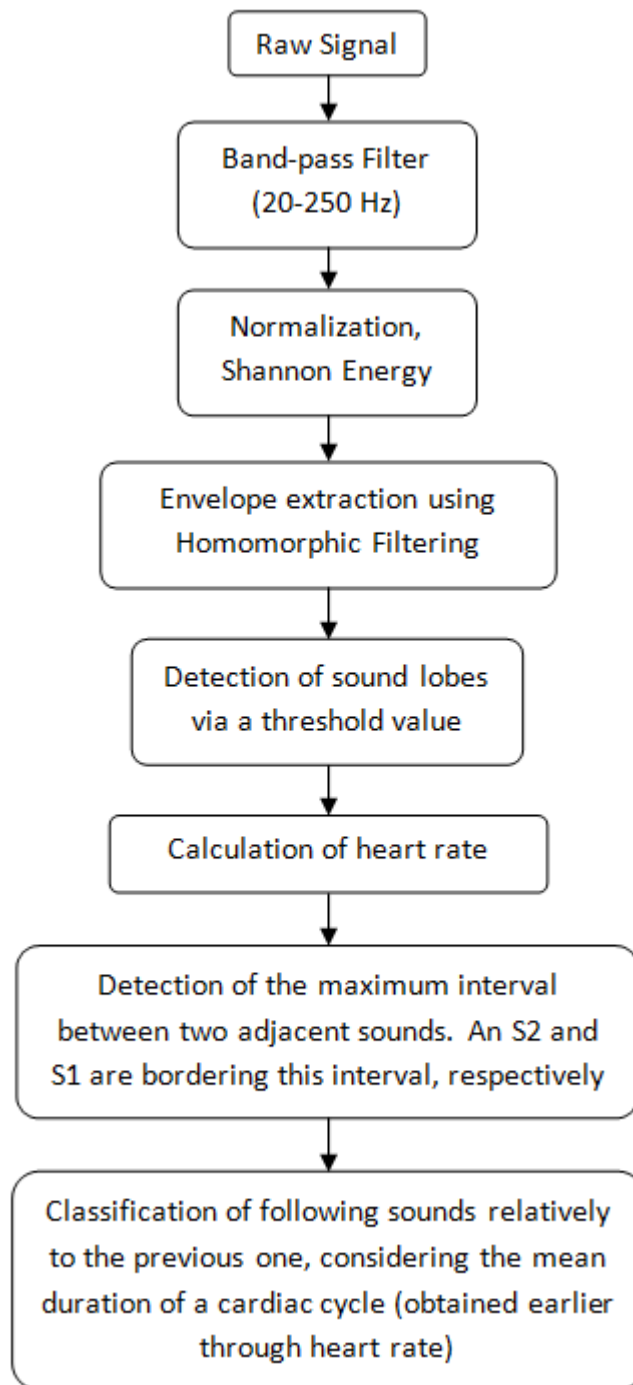 Raw Signal
Band-pass Filter
(20-250 Hz)
Normalization,
Shannon Energy
Envelope extraction using
Homomorphic Filtering
Detection of sound lobes
via a threshold value
Calculation of heart rate
Detection of the maximum interval
between two adjacent sounds. An S2 and
S1 are bordering this interval, respectively
Classification of following sounds relatively
to the previous one, considering the mean
duration of a cardiac cycle (obtained earlier
through heart rate)